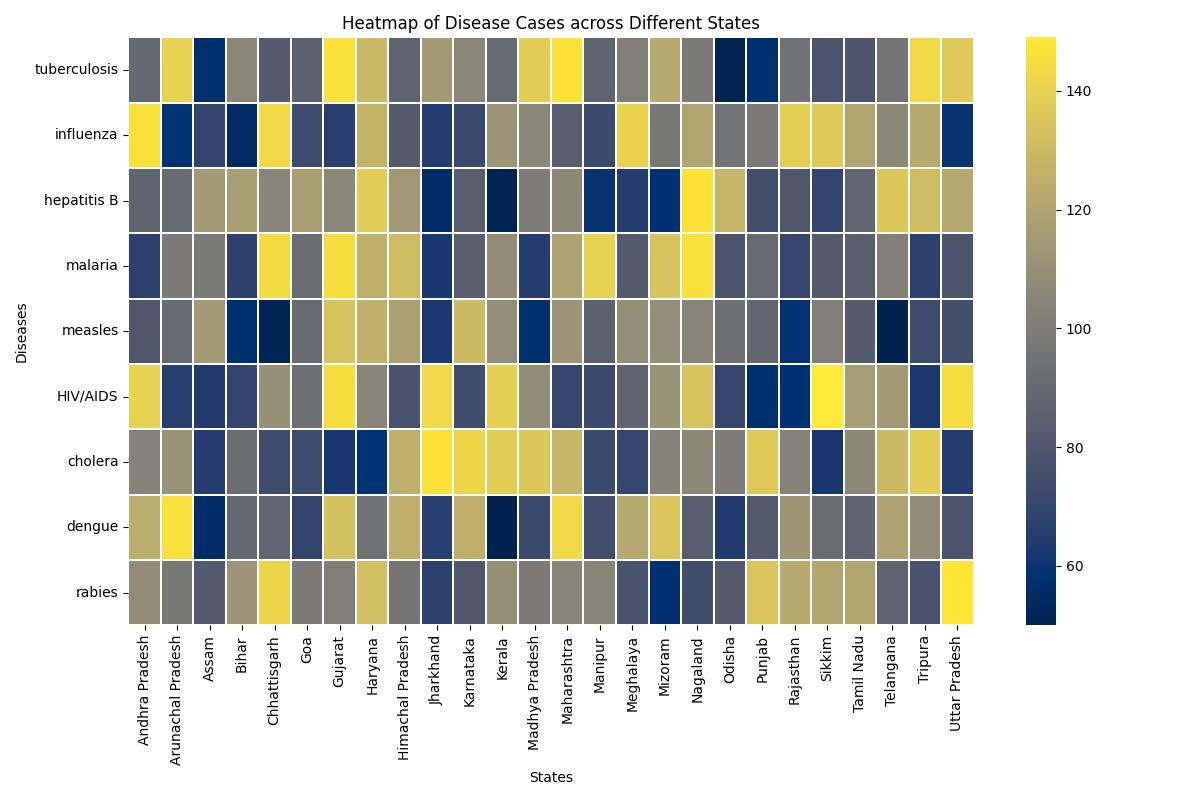 Heatmap of Disease Cases across Different States
Diseases
tuberculosis
influenza
hepatitis B
malaria
measles
HIV/AIDS
cholera
dengue
rabies
Andhra Pradesh
Arunachal Pradesh
Assam
Bihar
Chhattisgarh
Goa
Gujarat
Haryana
Himachal Pradesh
Jharkhand
Karnataka
Kerala
Madhya Pradesh
Maharashtra
Manipur
Meghalaya
Mizoram
Nagaland
Odisha
Punjab
Rajasthan
Sikkim
Tamil Nadu
Telangana
Tripura
Uttar Pradesh
States
140
120
100
80
60